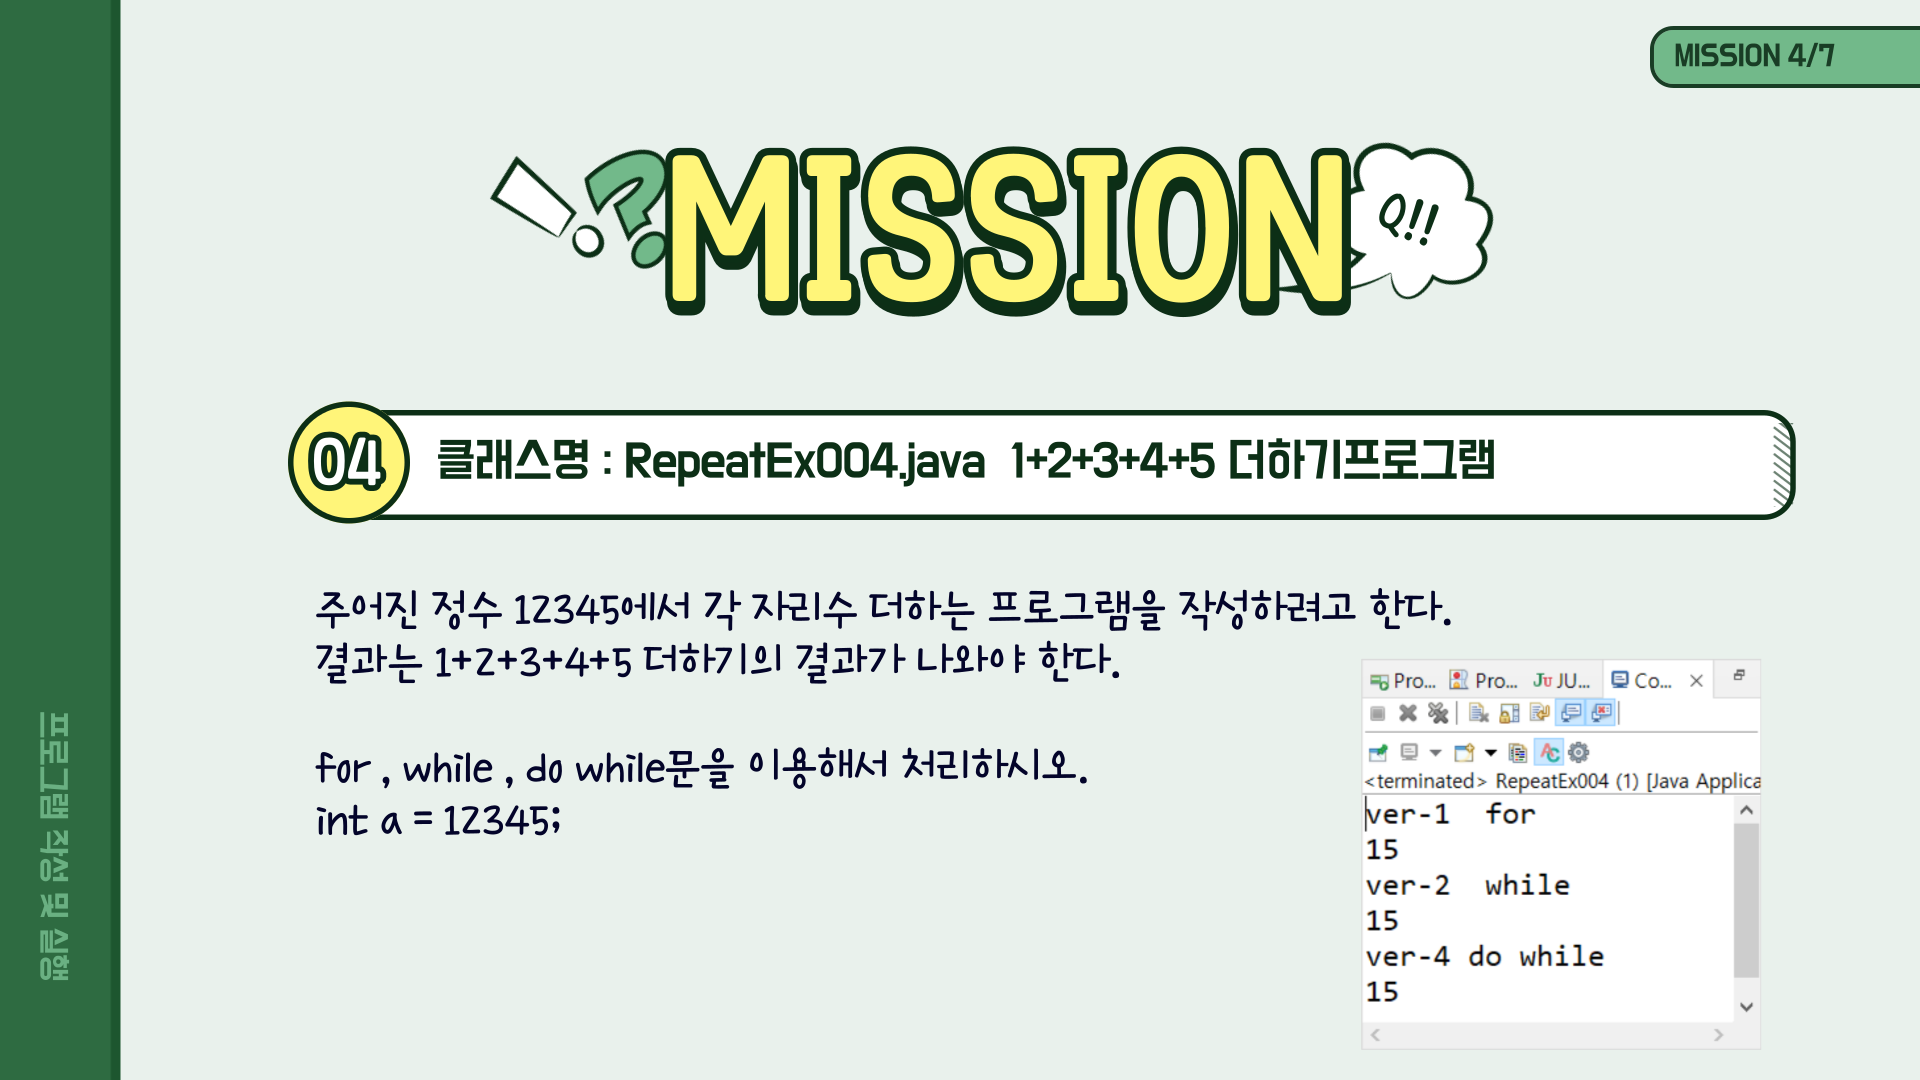 MISSION 4/7
MISSION
Q!!
04
클래스명 : RepeatEx004.java 1+2+3+4+5 더하기프로그램
주어진 정수 12345에서 각 자리수 더하는 프로그램을 작성하려고 한다.
결과는 1+2+3+4+5 더하기의 결과가 나와야 한다.
for , while , do while문을 이용해서 처리하시오.
int a = 12345;
프로그램 작성 및 실행
Pro... Pro... JU JU... Co...
<terminated> RepeatEx004 (1) [Java Applica
ver-1  for
15
ver-2  while
15
ver-4 do while
15